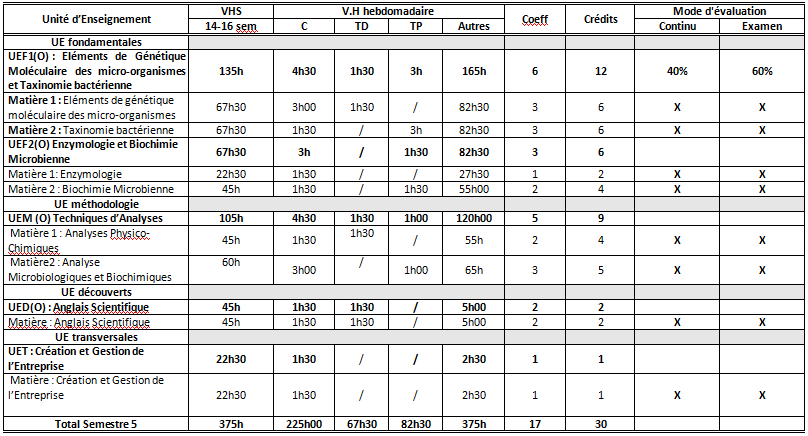 Unité d'Enseignement VHS V.H hebdomadaire Coeff Crédits Mode d'évaluation
14-16 sem C TD TP Autres Continu Examen
UE fondamentales
UEF1(O) : Eléments de Génétique
Moléculaire des micro-organismes 135h 4h30 1h30 3h 165h 6 12 40% 60%
et Taxinomie bactérienne
Matière 1 : Eléments de génétique
moléculaire des micro-organismes 67h30 3h00 1h30 / 82h30 3 6 X X
Matière 2 : Taxinomie bactérienne 67h30 1h30 / 3h 82h30 3 6 X X
UEF2(O) Enzymologie et Biochimie
Microbienne 67h30 3h / 1h30 82h30 3 6
Matière 1: Enzymologie 22h30 1h30 / / 27h30 1 2 X X
Matière 2 : Biochimie Microbienne 45h 1h30 / 1h30 55h00 2 4 X X
UE méthodologie
UEM (O) Techniques d'Analyses 105h 4h30 1h30 1h00 120h00 5 9
Matière 1 : Analyses Physico-
Chimiques 45h 1h30 1h30 / 55h 2 4 X X
Matière2 : Analyse
Microbiologiques et Biochimiques 60h 3h00 / 1h00 65h 3 5 X X
UE découverts
UED(O) : Anglais Scientifique 45h 1h30 1h30 / 5h00 2 2
Matière : Anglais Scientifique 45h 1h30 1h30 / 5h00 2 2 X X
UE transversales
UET : Création et Gestion de
l'Entreprise 22h30 1h30 / / 2h30 1 1
Matière : Création et Gestion de
l'Entreprise 22h30 1h30 / / 2h30 1 1 X X
Total Semestre 5 375h 225h00 67h30 82h30 375h 17 30